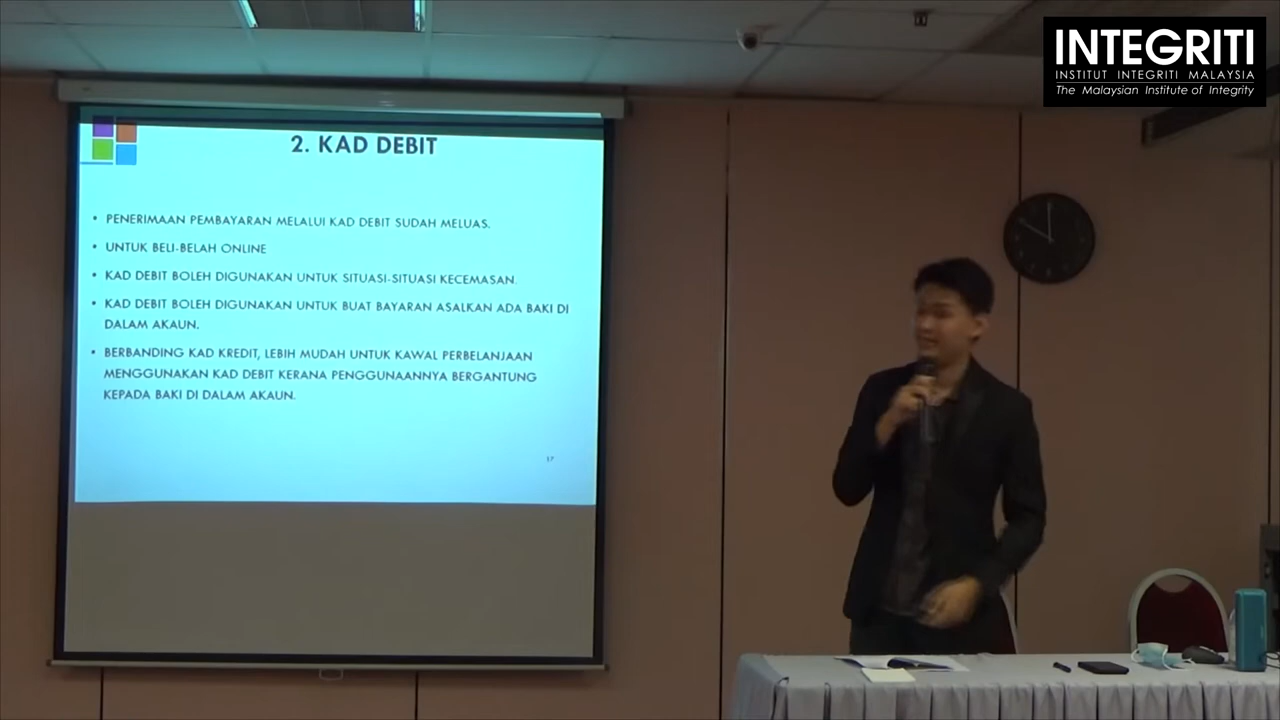 INTEGRITI
INSTITUT INTEGRITI MALAYSIA
The Malaysian Institute of Integrity
2. KAD DEBIT
• PENERIMAAN PEMBAYARAN MELALUI KAD DEBIT SUDAH MELUAS.
• UNTUK BELI-BELAH ONLINE
• KAD DEBIT BOLEH DIGUNAKAN UNTUK SITUASI-SITUASI KECEMASAN.
• KAD DEBIT BOLEH DIGUNAKAN UNTUK BUAT BAYARAN ASALKAN ADA BAKI DI
DALAM AKAUN.
• BERBANDING KAD KREDIT, LEBIH MUDAH UNTUK KAWAL PERBELANJAAN
MENGGUNAKAN KAD DEBIT KERANA PENGGUNAANNYA BERGANTUNG
KEPADA BAKI DI DALAM AKAUN.
17